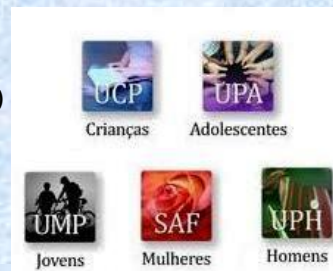 )
UCP UPA
Crianças Adolescentes
UMP SAF UPH
Jovens Mulheres Homens